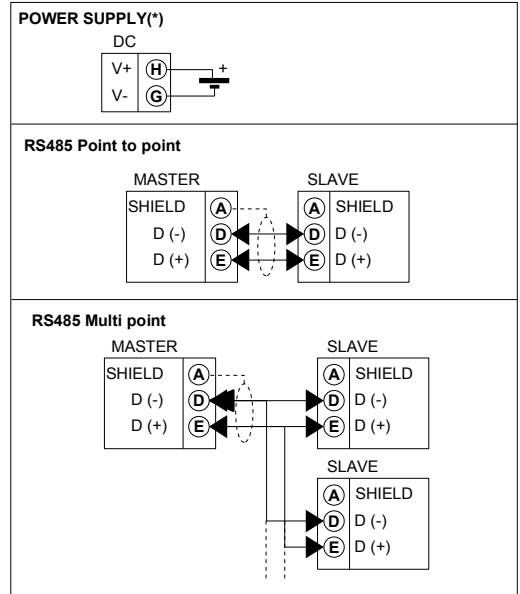 POWER SUPPLY(*)
DC
V+ H +
V- G
RS485 Point to point
MASTER SLAVE
SHIELD A A SHIELD
D (-) D D D (-)
D (+) E E D (+)
RS485 Multi point
MASTER SLAVE
SHIELD A A SHIELD
D (-) D D D (-)
D (+) E E D (+)
SLAVE
A SHIELD
D D (-)
E D (+)